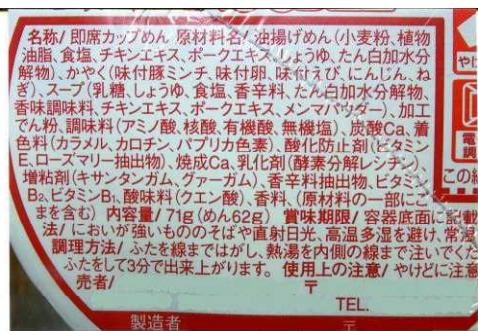 名称/即席カップめん 原材料名/油揚げめん(小麦粉、植物
油脂、食塩、チキンエキス、ポークエキス、しょうゆ、たん白加水分
解物)、かやく(味付豚ミンチ、味付卵、味付えび、にんじん、ね
ぎ)、スープ(乳糖、しょうゆ、食塩、香辛料、たん白加水分解物、
香味調味料、チキンエキス、ポークエキス、メンマパウダー)、加工
でん粉、調味料(アミノ酸、核酸、有機酸、無機塩)、炭酸Ca、着
色料(カラメル、カロチン、パプリカ色素)、酸化防止剤(ビタミン
E、ローズマリー抽出物)、焼成Ca、乳化剤(酵素分解レシチン)、
増粘剤(キサンタンガム、グァーガム)、香辛料抽出物、ビタミン
B₂、ビタミンB₁、酸味料(クエン酸)、香料、(原材料の一部にご
まを含む) 内容量/71g(めん62g) 賞味期限/容器底面に記載
法/においが強いもののそばや直射日光、高温多湿を避け、常温
調理方法/ふたを線まではがし、熱湯を内側の線まで注いでくだ
ふたをして3分で出来上がります。 使用上の注意/やけどに注意
売者/ 〒
TEL.
製造者 〒
やけ
電
調
この線